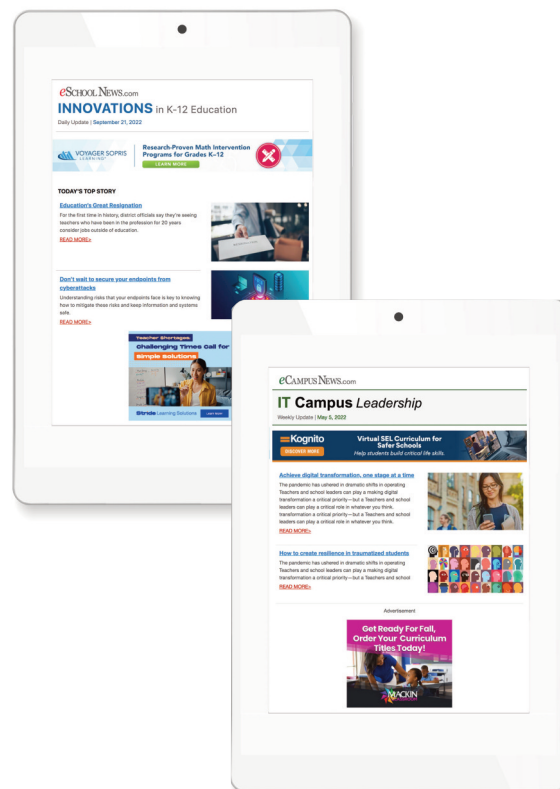 eSCHOOL NEWS.com
INNOVATIONS in K-12 Education
Daily Update | September 21, 2022
VOYAGER SOPRIS
LEARNING
Research-Proven Math Intervention
Programs for Grades K–12
LEARN MORE
TODAY'S TOP STORY
Education's Great Resignation
For the first time in history, district officials say they're seeing
teachers who have been in the profession for 20 years
consider jobs outside of education.
READ MORE»
Don't wait to secure your endpoints from
cyberattacks
Understanding risks that your endpoints face is key to knowing
how to mitigate these risks and keep information and systems
safe.
READ MORE»
Teacher Shortages:
Challenging Times Call for
Simple Solutions
Stride Learning Solutions
eCAMPUS NEWS.com
IT Campus Leadership
Weekly Update | May 5, 2022
Kognito
DISCOVER MORE
Virtual SEL Curriculum for
Safer Schools
Help students build critical life skills.
Achieve digital transformation, one stage at a time
The pandemic has ushered in dramatic shifts in operating
Teachers and school leaders can play a making digital
transformation a critical priority—but a Teachers and school
leaders can play a critical role in whatever you think.
transformation a critical priority—but a Teachers and school
leaders can play a critical role in whatever you think.
READ MORE»
How to create resilience in traumatized students
The pandemic has ushered in dramatic shifts in operating
Teachers and school leaders can play a making digital
transformation a critical priority—but a Teachers and school
READ MORE»
Advertisement
Get Ready For Fall,
Order Your Curriculum
Titles Today!
MACKIN